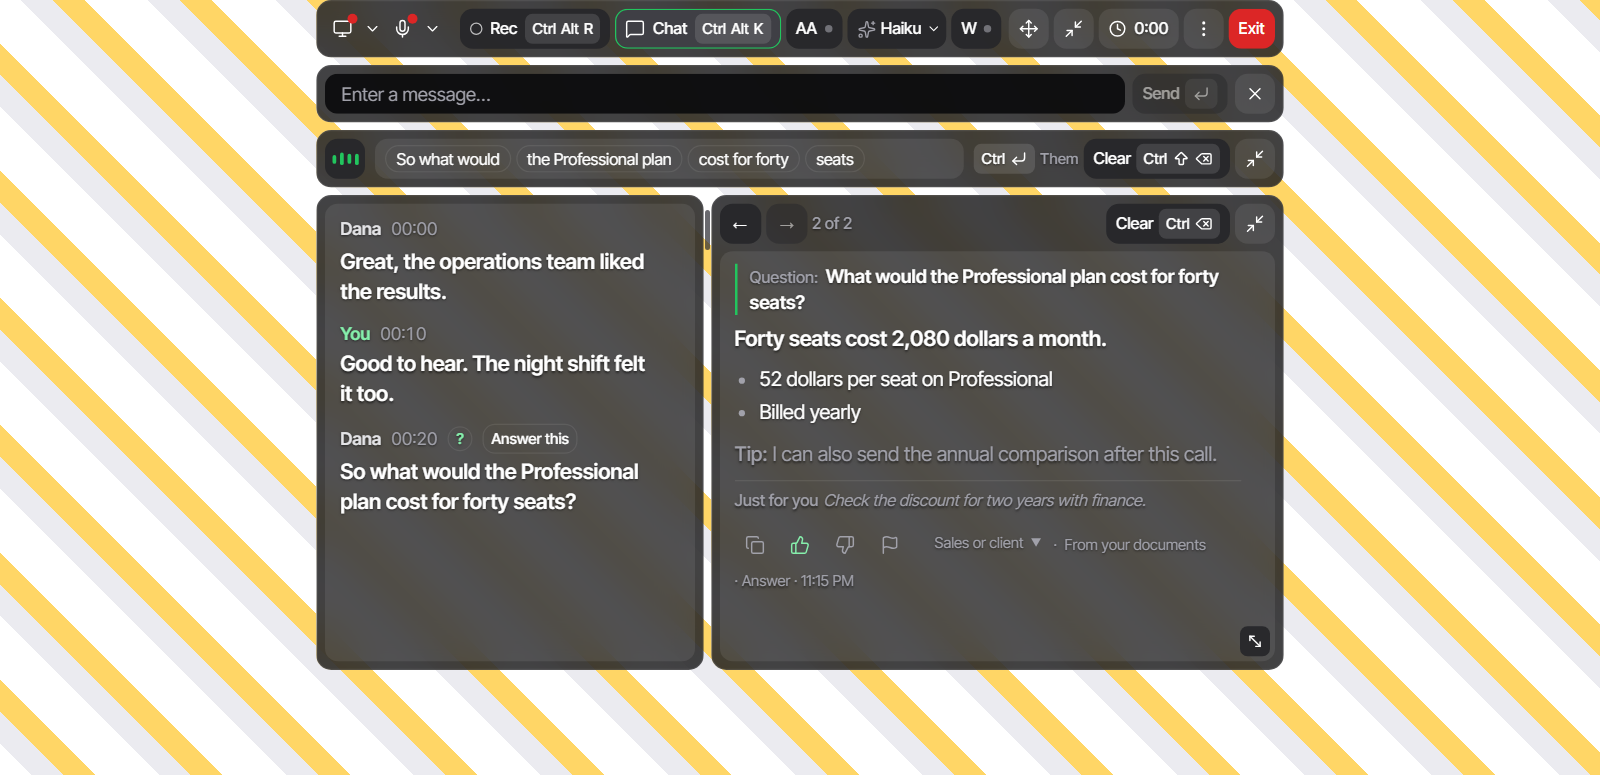 Rec Ctrl Alt R Chat Ctrl Alt K AA Haiku W 0:00 Exit
Enter a message... Send
So what would the Professional plan cost for forty seats Ctrl Them Clear Ctrl
Dana 00:00
Great, the operations team liked
the results.
You 00:10
Good to hear. The night shift felt
it too.
Dana 00:20 ? Answer this
So what would the Professional
plan cost for forty seats?
← → 2 of 2 Clear Ctrl
Question: What would the Professional plan cost for forty
seats?
Forty seats cost 2,080 dollars a month.
• 52 dollars per seat on Professional
• Billed yearly
Tip: I can also send the annual comparison after this call.
Just for you Check the discount for two years with finance.
Sales or client ▼ · From your documents
· Answer · 11:15 PM